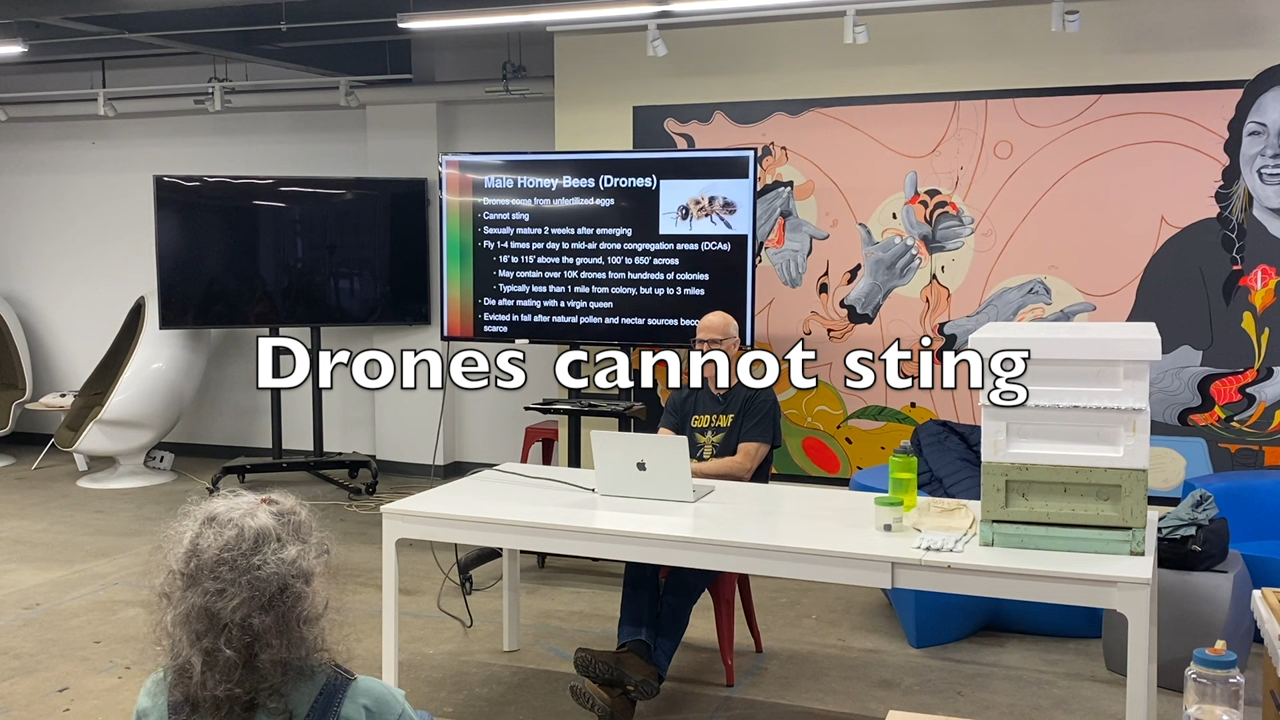 Male Honey Bees (Drones)
• Drones come from unfertilized eggs
• Cannot sting
• Sexually mature 2 weeks after emerging
• Fly 1-4 times per day to mid-air drone congregation areas (DCAs)
• 16' to 115' above the ground, 100' to 650' across
• May contain over 10K drones from hundreds of colonies
• Typically less than 1 mile from colony, but up to 3 miles
• Die after mating with a virgin queen
• Evicted in fall after natural pollen and nectar sources beco
scarce
Drones cannot sting
GOD SAVE